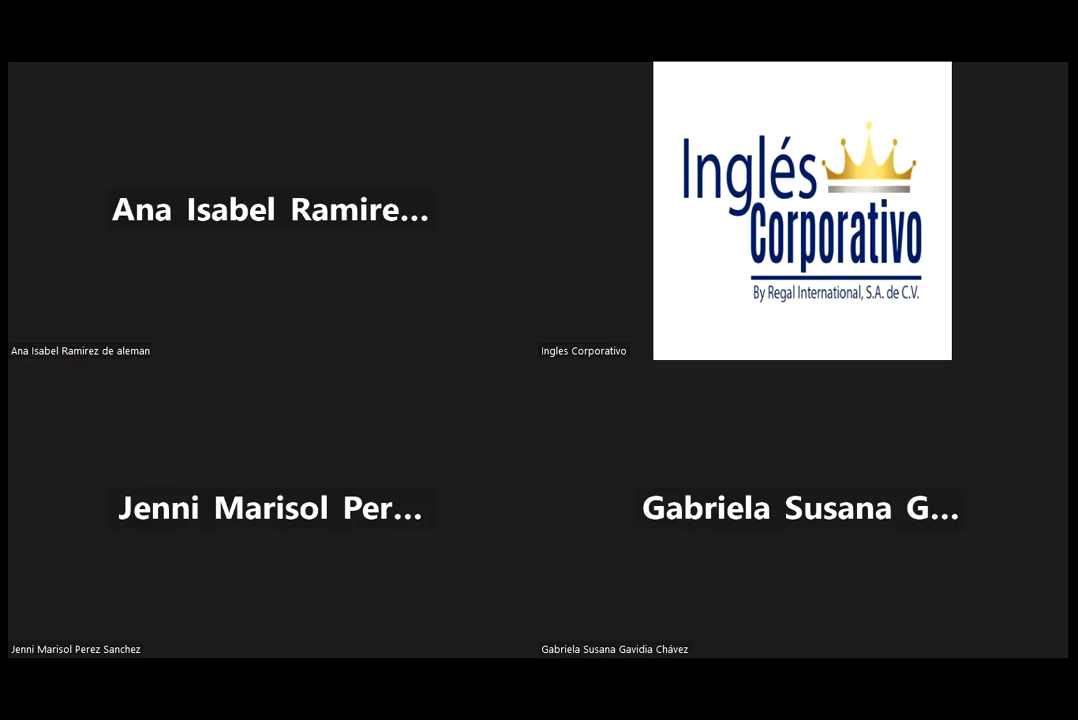 Ana Isabel Ramire...
Inglés
Corporativo
By Regal International, S.A. de C.V.
Ana Isabel Ramirez de aleman
Ingles Corporativo
Jenni Marisol Per...
Gabriela Susana G...
Jenni Marisol Perez Sanchez
Gabriela Susana Gavidia Chávez